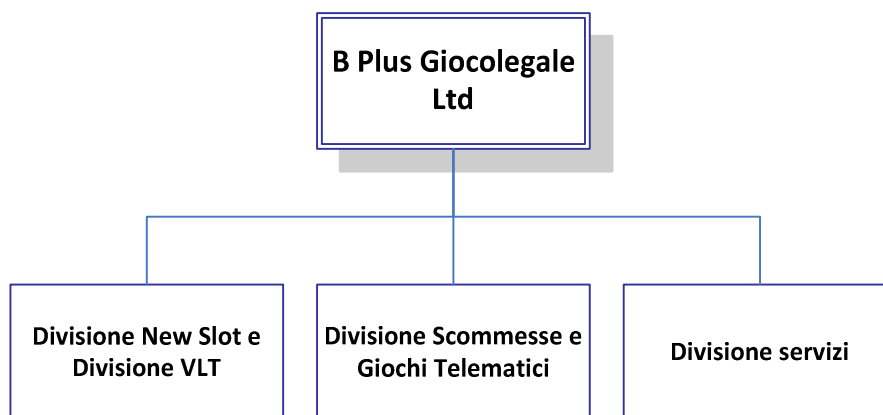 B Plus Giocolegale
Ltd
Divisione New Slot e
Divisione VLT
Divisione Scommesse e
Giochi Telematici
Divisione servizi